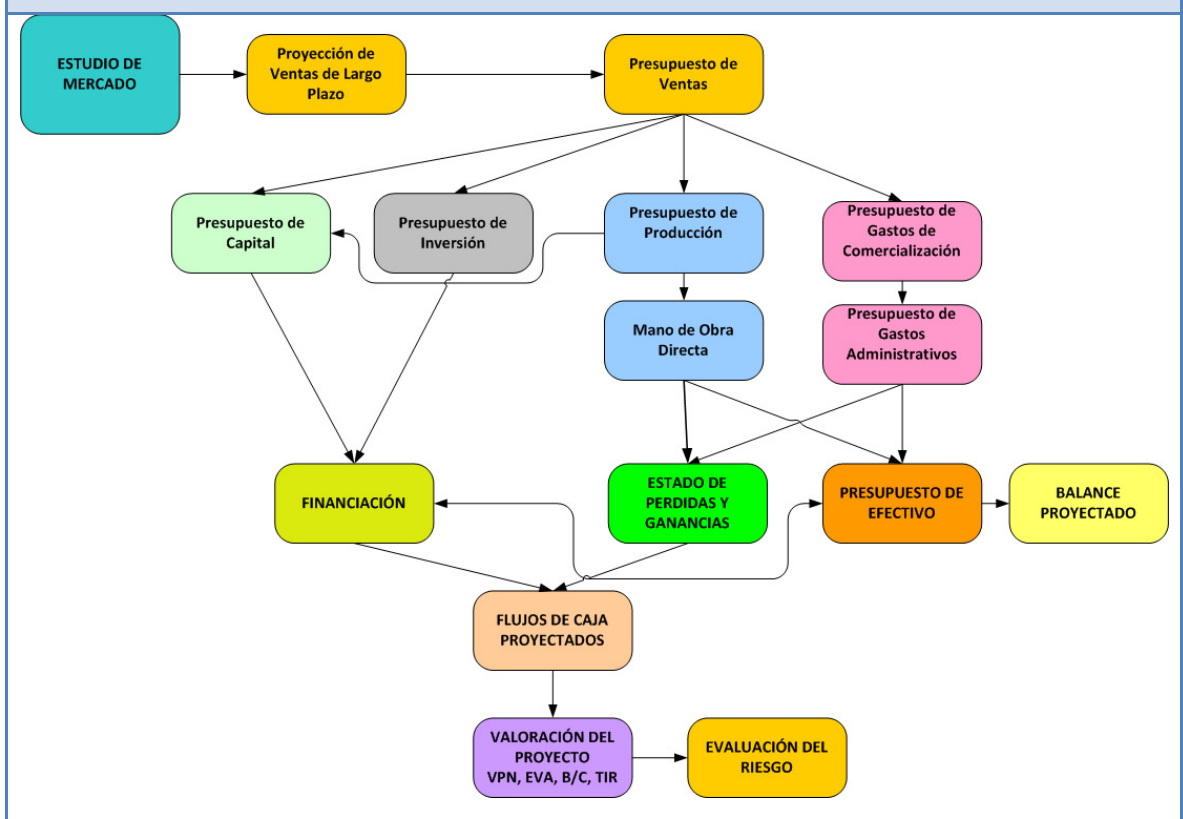 ESTUDIO DE
MERCADO
Proyección de
Ventas de Largo
Plazo
Presupuesto de
Ventas
Presupuesto de
Capital
Presupuesto de
Inversión
Presupuesto de
Producción
Presupuesto de
Gastos de
Comercialización
Mano de Obra
Directa
Presupuesto de
Gastos
Administrativos
FINANCIACIÓN
ESTADO DE
PERDIDAS Y
GANANCIAS
PRESUPUESTO DE
EFECTIVO
BALANCE
PROYECTADO
FLUJOS DE CAJA
PROYECTADOS
VALORACIÓN DEL
PROYECTO
VPN, EVA, B/C, TIR
EVALUACIÓN DEL
RIESGO